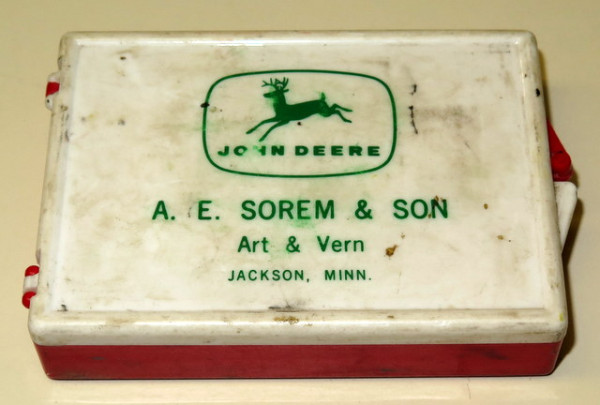 JOHN DEERE
A. E. SOREM & SON
Art & Vern
JACKSON, MINN.